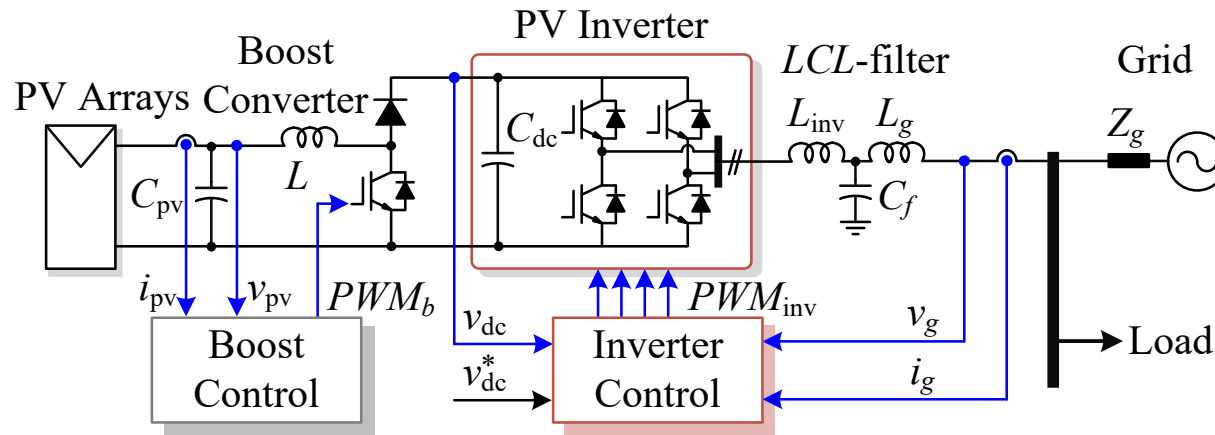 PV Inverter
Boost
Converter
LCL-filter
Grid
PV Arrays
L_inv
L_g
Z_g
C_dc
L
C_pv
C_f
i_pv
v_pv
PWM_b
PWM_inv
v_dc
v_g
Boost
Control
Inverter
Control
Load
v*_dc
i_g